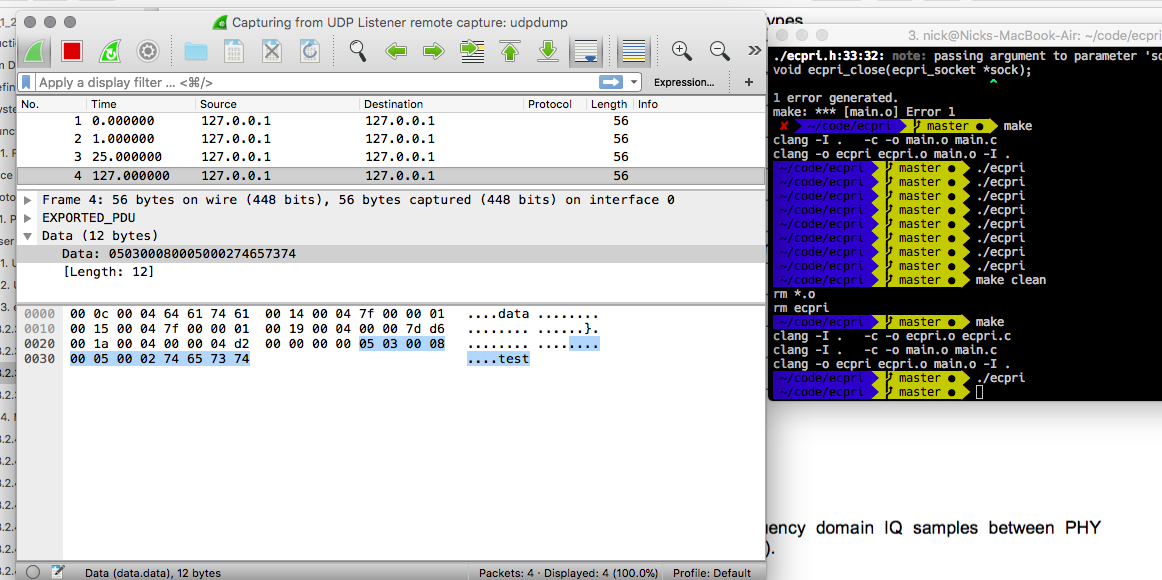 Capturing from UDP Listener remote capture: udpdump
Apply a display filter ... <⌘/>
Expression...
+
No. Time Source Destination Protocol Length Info
1 0.000000 127.0.0.1 127.0.0.1 56
2 1.000000 127.0.0.1 127.0.0.1 56
3 25.000000 127.0.0.1 127.0.0.1 56
4 127.000000 127.0.0.1 127.0.0.1 56
Frame 4: 56 bytes on wire (448 bits), 56 bytes captured (448 bits) on interface 0
EXPORTED_PDU
Data (12 bytes)
Data: 050300080005000274657374
[Length: 12]
0000 00 0c 00 04 64 61 74 61 00 14 00 04 7f 00 00 01 ....data ........
0010 00 15 00 04 7f 00 00 01 00 19 00 04 00 00 7d d6 ........ ......}.
0020 00 1a 00 04 00 00 04 d2 00 00 00 00 05 03 00 08 ........ ........
0030 00 05 00 02 74 65 73 74 ....test
Data (data.data), 12 bytes
Packets: 4 · Displayed: 4 (100.0%)
Profile: Default
3. nick@Nicks-MacBook-Air: ~/code/ecpri
./ecpri.h:33:32: note: passing argument to parameter 'so
void ecpri_close(ecpri_socket *sock);
^
1 error generated.
make: *** [main.o] Error 1
✘ ~/code/ecpri master ● make
clang -I . -c -o main.o main.c
clang -o ecpri ecpri.o main.o -I .
~/code/ecpri master ● ./ecpri
~/code/ecpri master ● ./ecpri
~/code/ecpri master ● ./ecpri
~/code/ecpri master ● ./ecpri
~/code/ecpri master ● ./ecpri
~/code/ecpri master ● ./ecpri
~/code/ecpri master ● ./ecpri
~/code/ecpri master ● ./ecpri
~/code/ecpri master ● make clean
rm *.o
rm ecpri
~/code/ecpri master ● make
clang -I . -c -o ecpri.o ecpri.c
clang -I . -c -o main.o main.c
clang -o ecpri ecpri.o main.o -I .
~/code/ecpri master ● ./ecpri
~/code/ecpri master ●
uency domain IQ samples between PHY
).